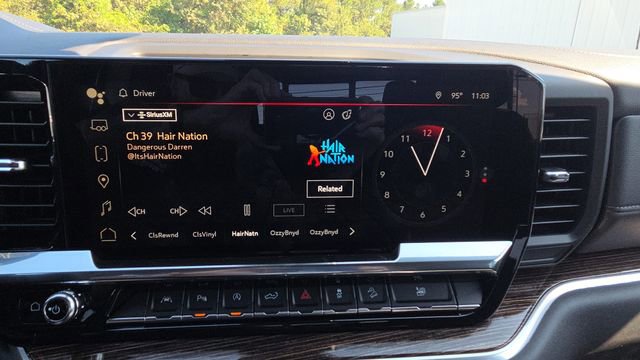 Driver
95° 11:03
SiriusXM
Ch 39 Hair Nation
Dangerous Darren
@ItsHairNation
HAIR
NATION
Related
CH
CH
LIVE
ClsRewnd ClsVinyl HairNatn OzzyBnyd OzzyBnyd
12
1
2
3
4
5
6
7
8
9
10
11